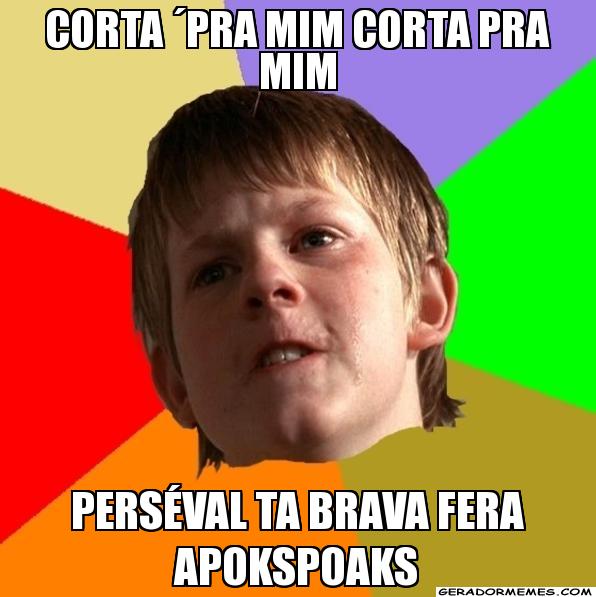 CORTA ´PRA MIM CORTA PRA
MIM
PERSÉVAL TA BRAVA FERA
APOKSPOAKS
GERADORMEMES.COM